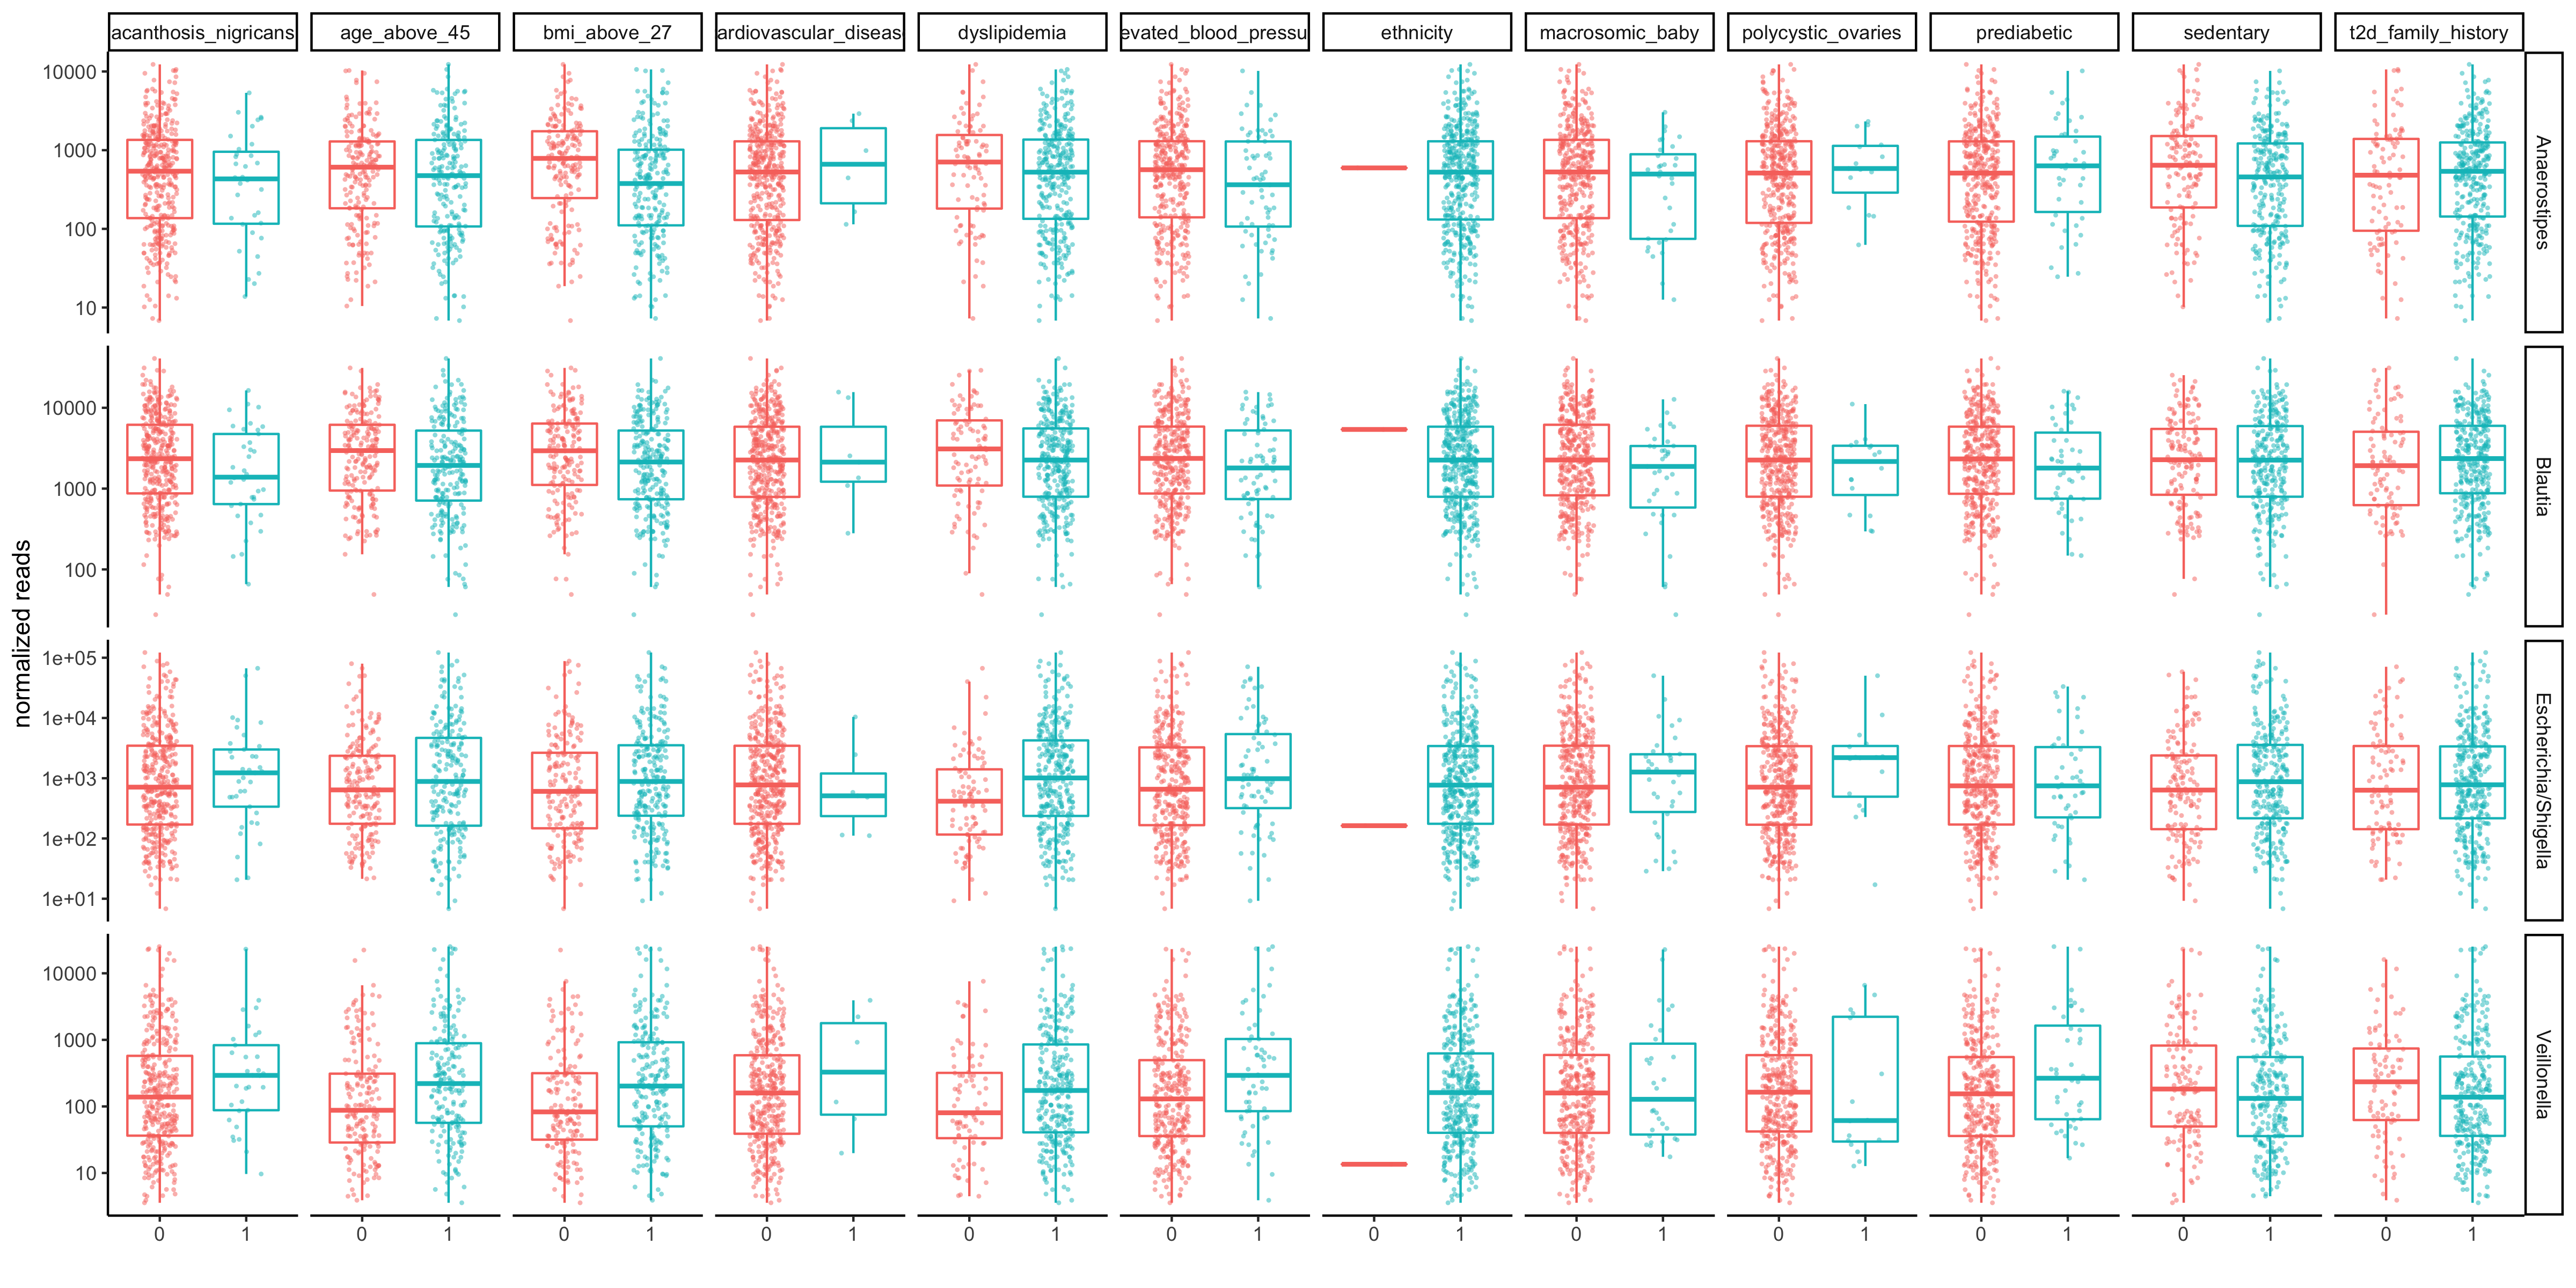 acanthosis_nigricans
age_above_45
bmi_above_27
ardiovascular_diseas
dyslipidemia
evated_blood_pressu
ethnicity
macrosomic_baby
polycystic_ovaries
prediabetic
sedentary
t2d_family_history
normalized reads
10000
1000
100
10
Anaerostipes
10000
1000
100
Blautia
1e+05
1e+04
1e+03
1e+02
1e+01
Escherichia/Shigella
10000
1000
100
10
Veillonella
0 1 0 1 0 1 0 1 0 1 0 1 0 1 0 1 0 1 0 1 0 1 0 1